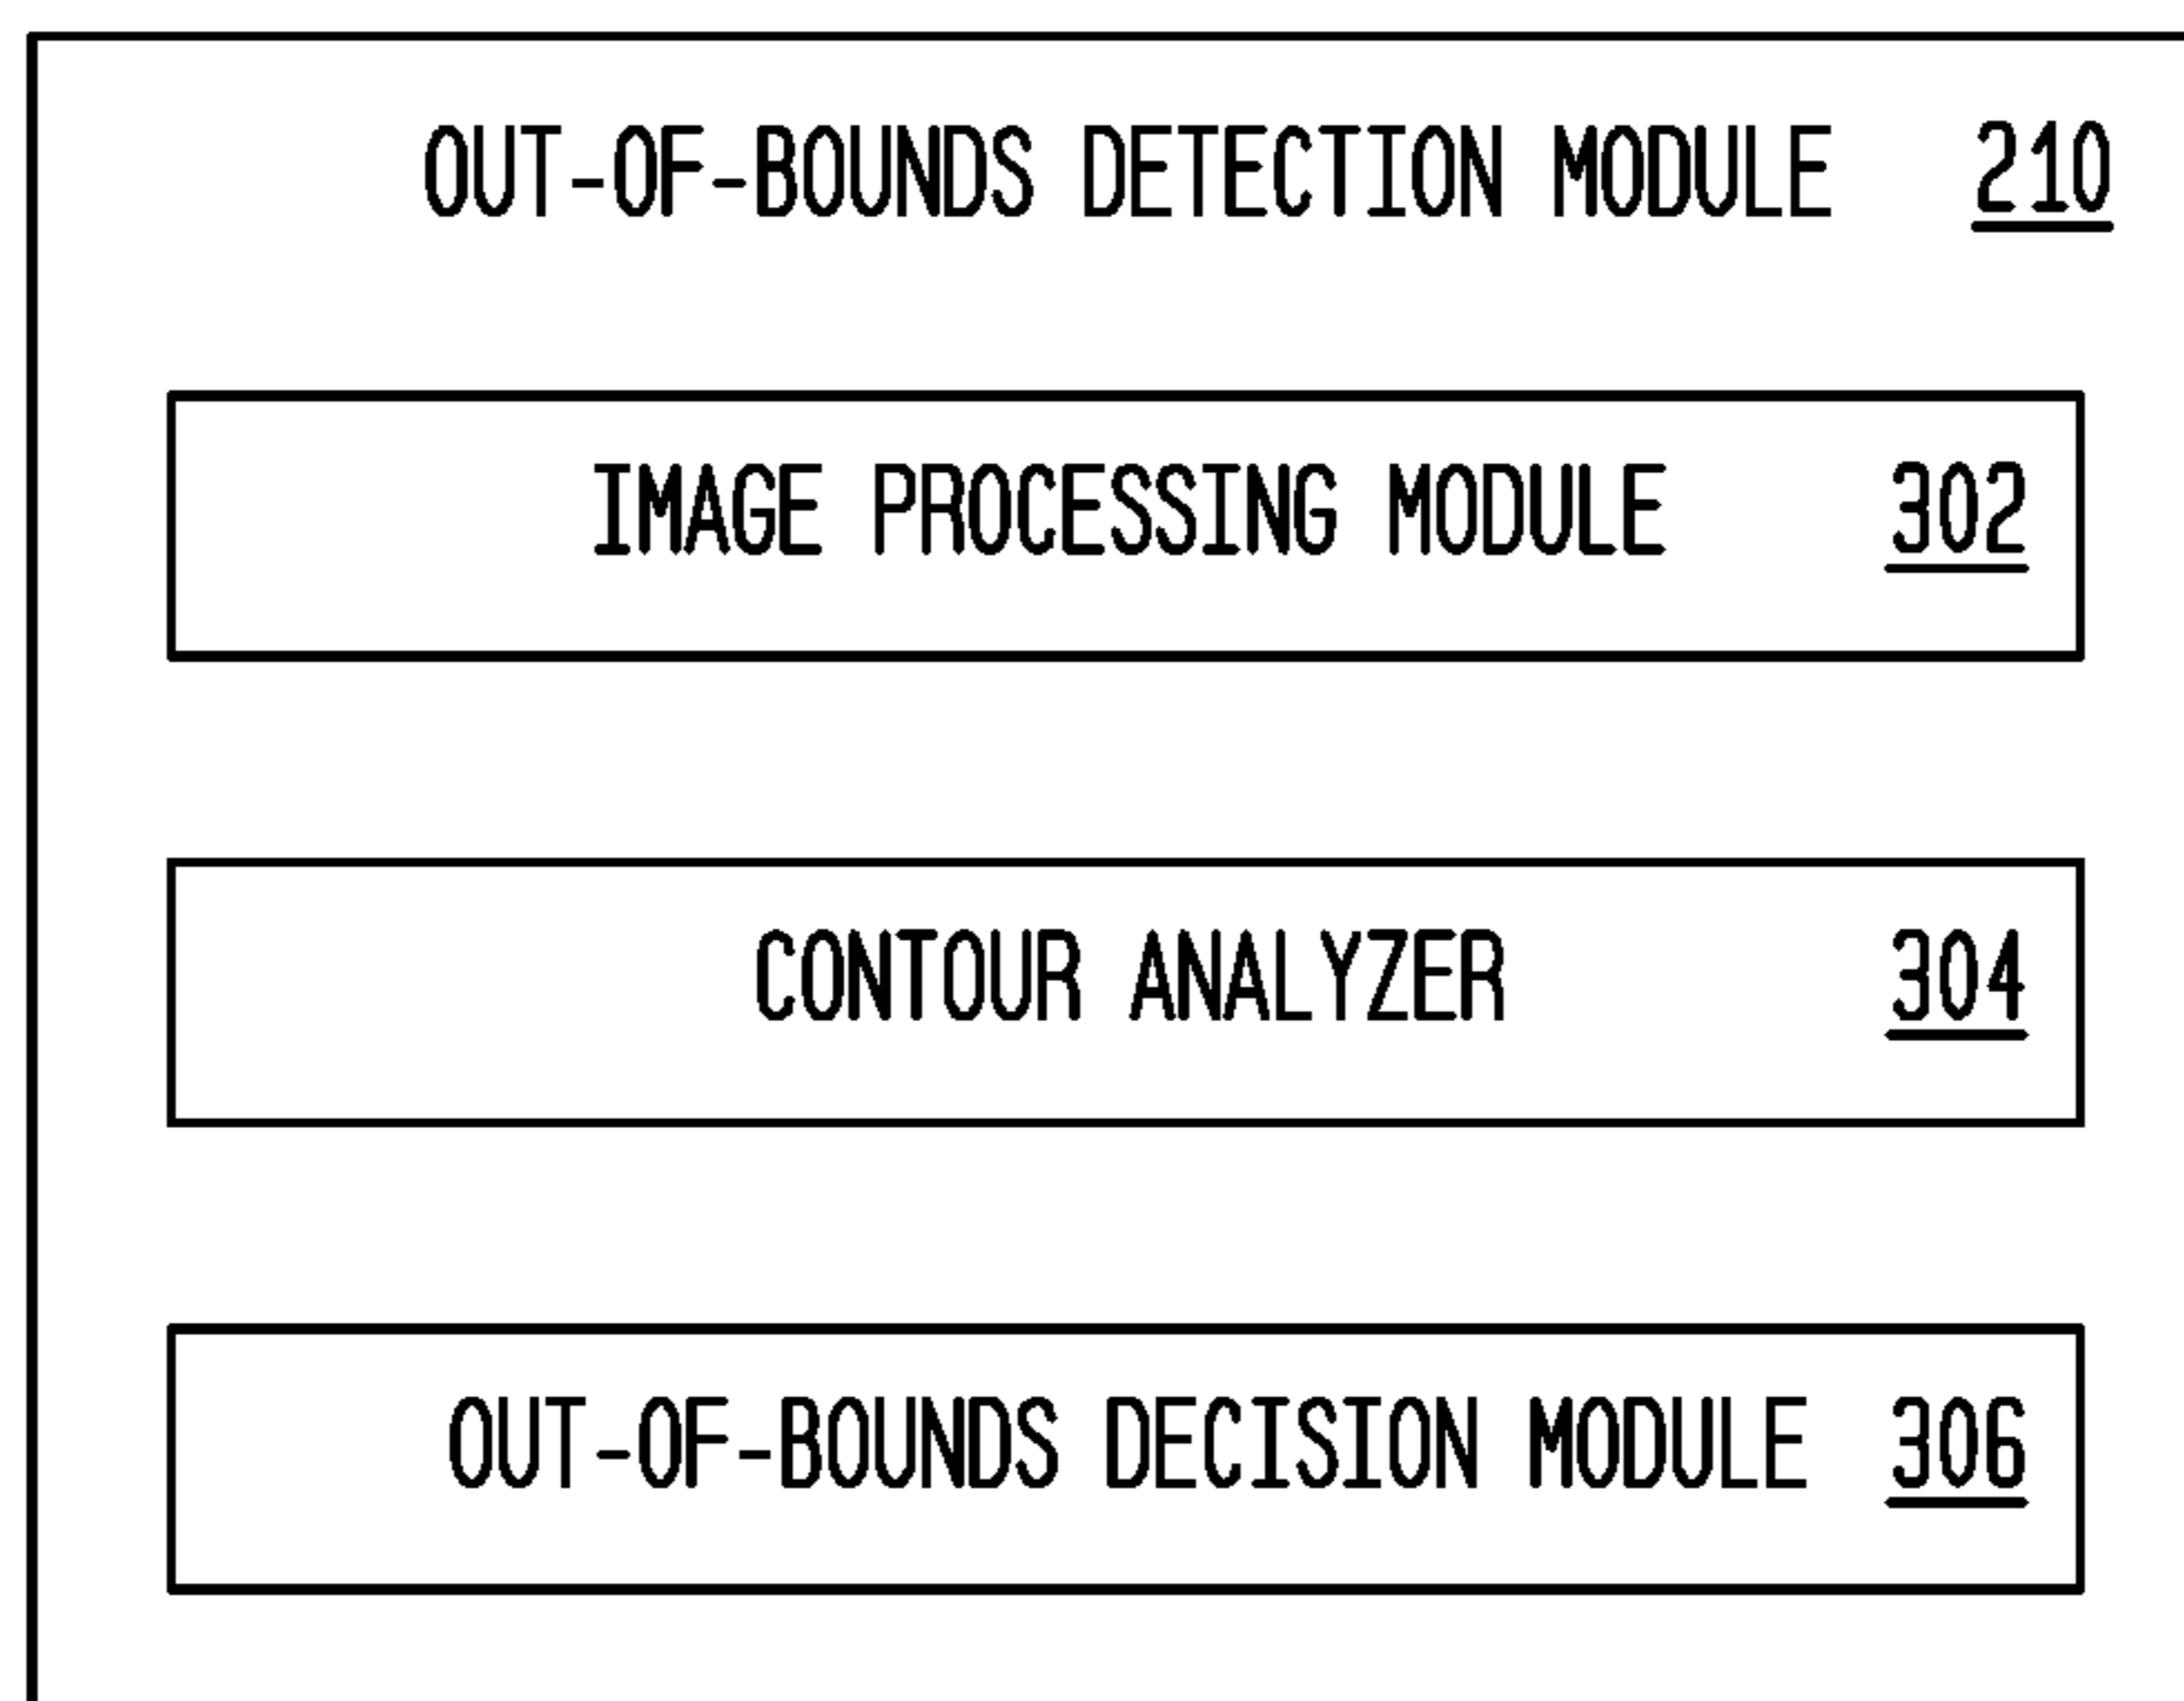 OUT-OF-BOUNDS DETECTION MODULE 210
IMAGE PROCESSING MODULE 302
CONTOUR ANALYZER 304
OUT-OF-BOUNDS DECISION MODULE 306